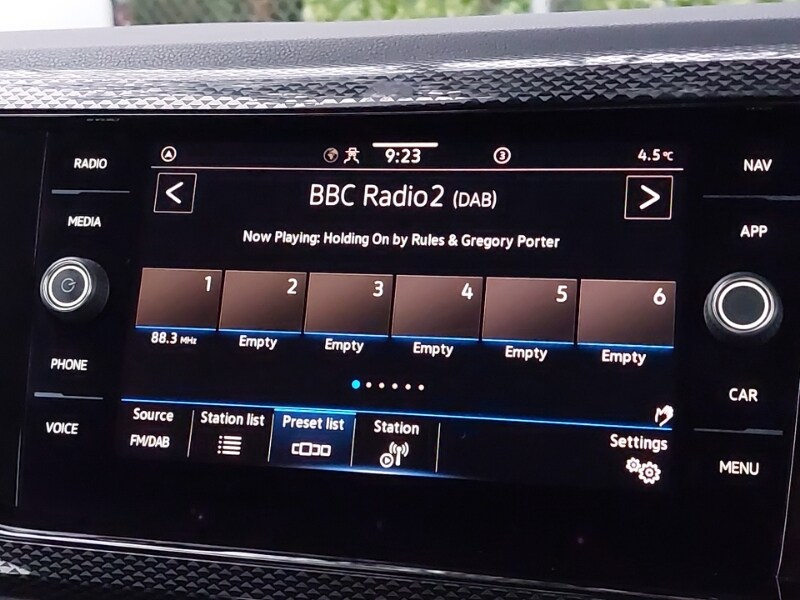 RADIO
MEDIA
PHONE
VOICE
9:23
3
4.5°C
<
BBC Radio2 (DAB)
>
Now Playing: Holding On by Rules & Gregory Porter
1 2 3 4 5 6
88.3 MHz Empty Empty Empty Empty Empty
Source Station list Preset list Station Settings
FM/DAB
NAV
APP
CAR
MENU